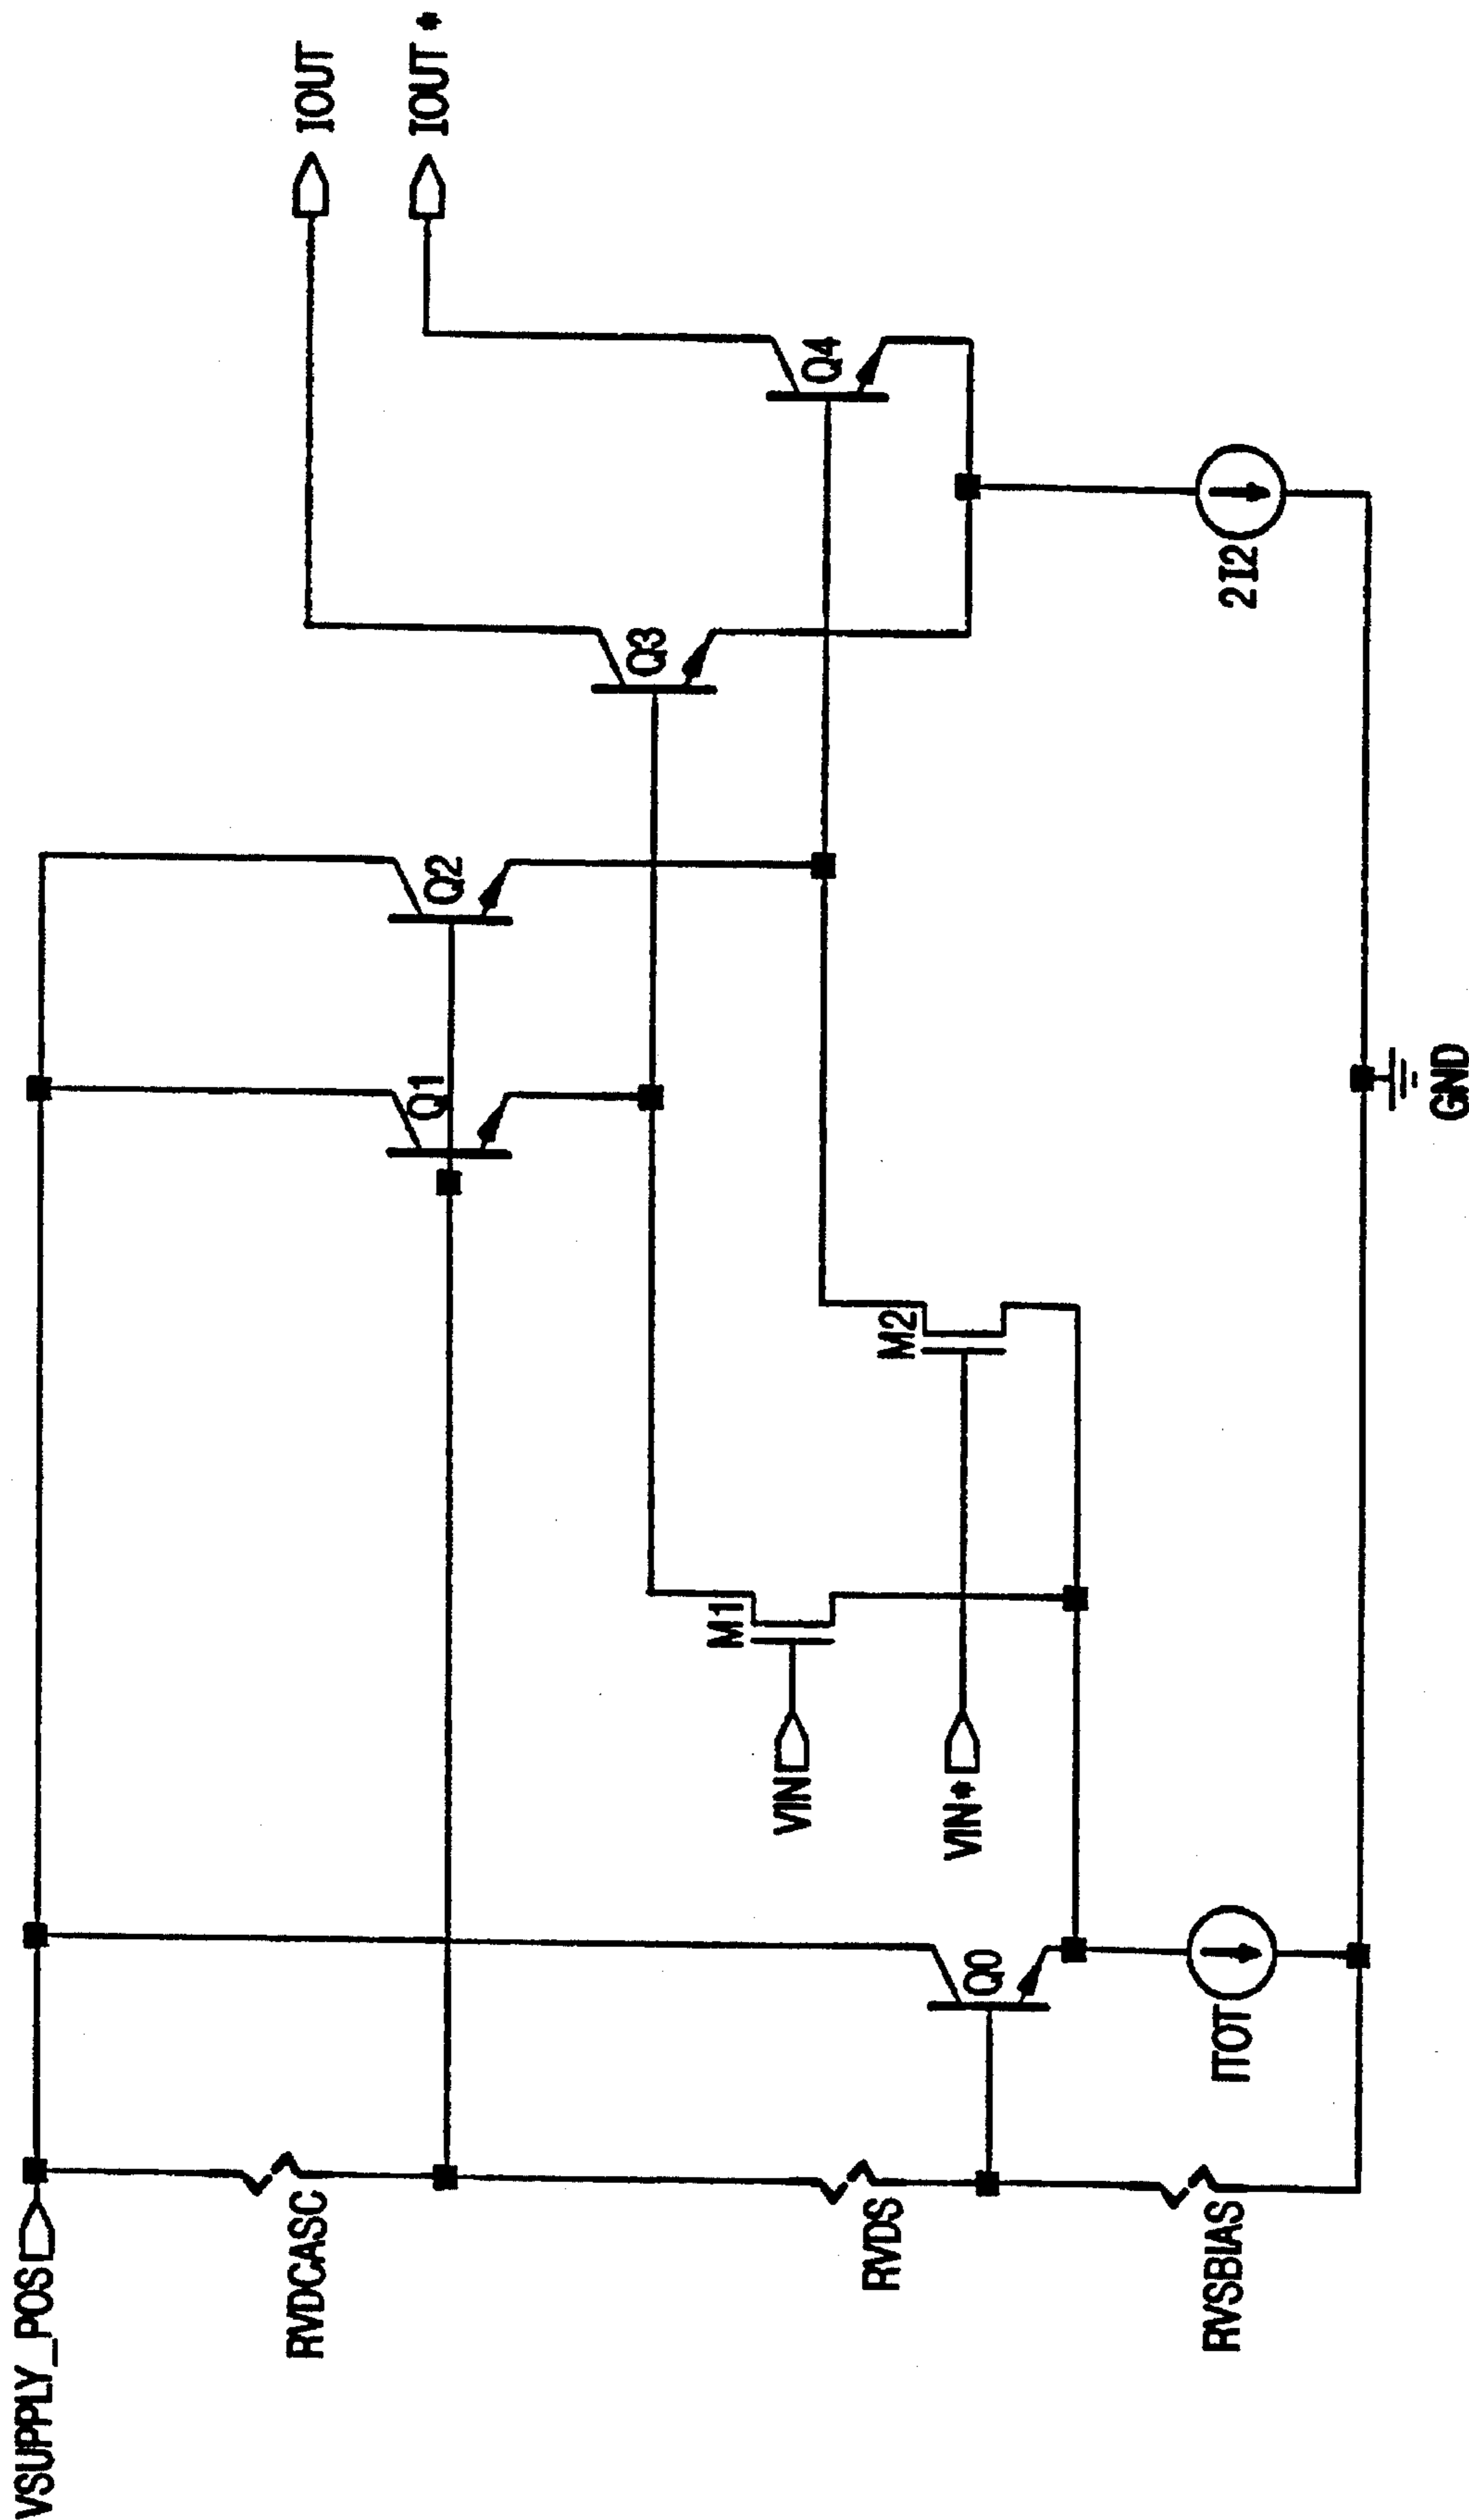 VSUPPLY_POS
RVDCASC
RVDS
RVSBIAS
Q0
ITOT
VIN
VIN*
M1
M2
Q1
Q2
Q3
Q4
2I2
GND
IOUT
IOUT*